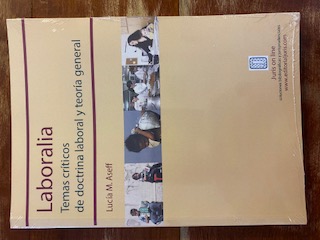 Laboralia
Temas críticos
de doctrina laboral y teoría general
Lucía M. Aseff
Juris on line
www.editorialjuris.com